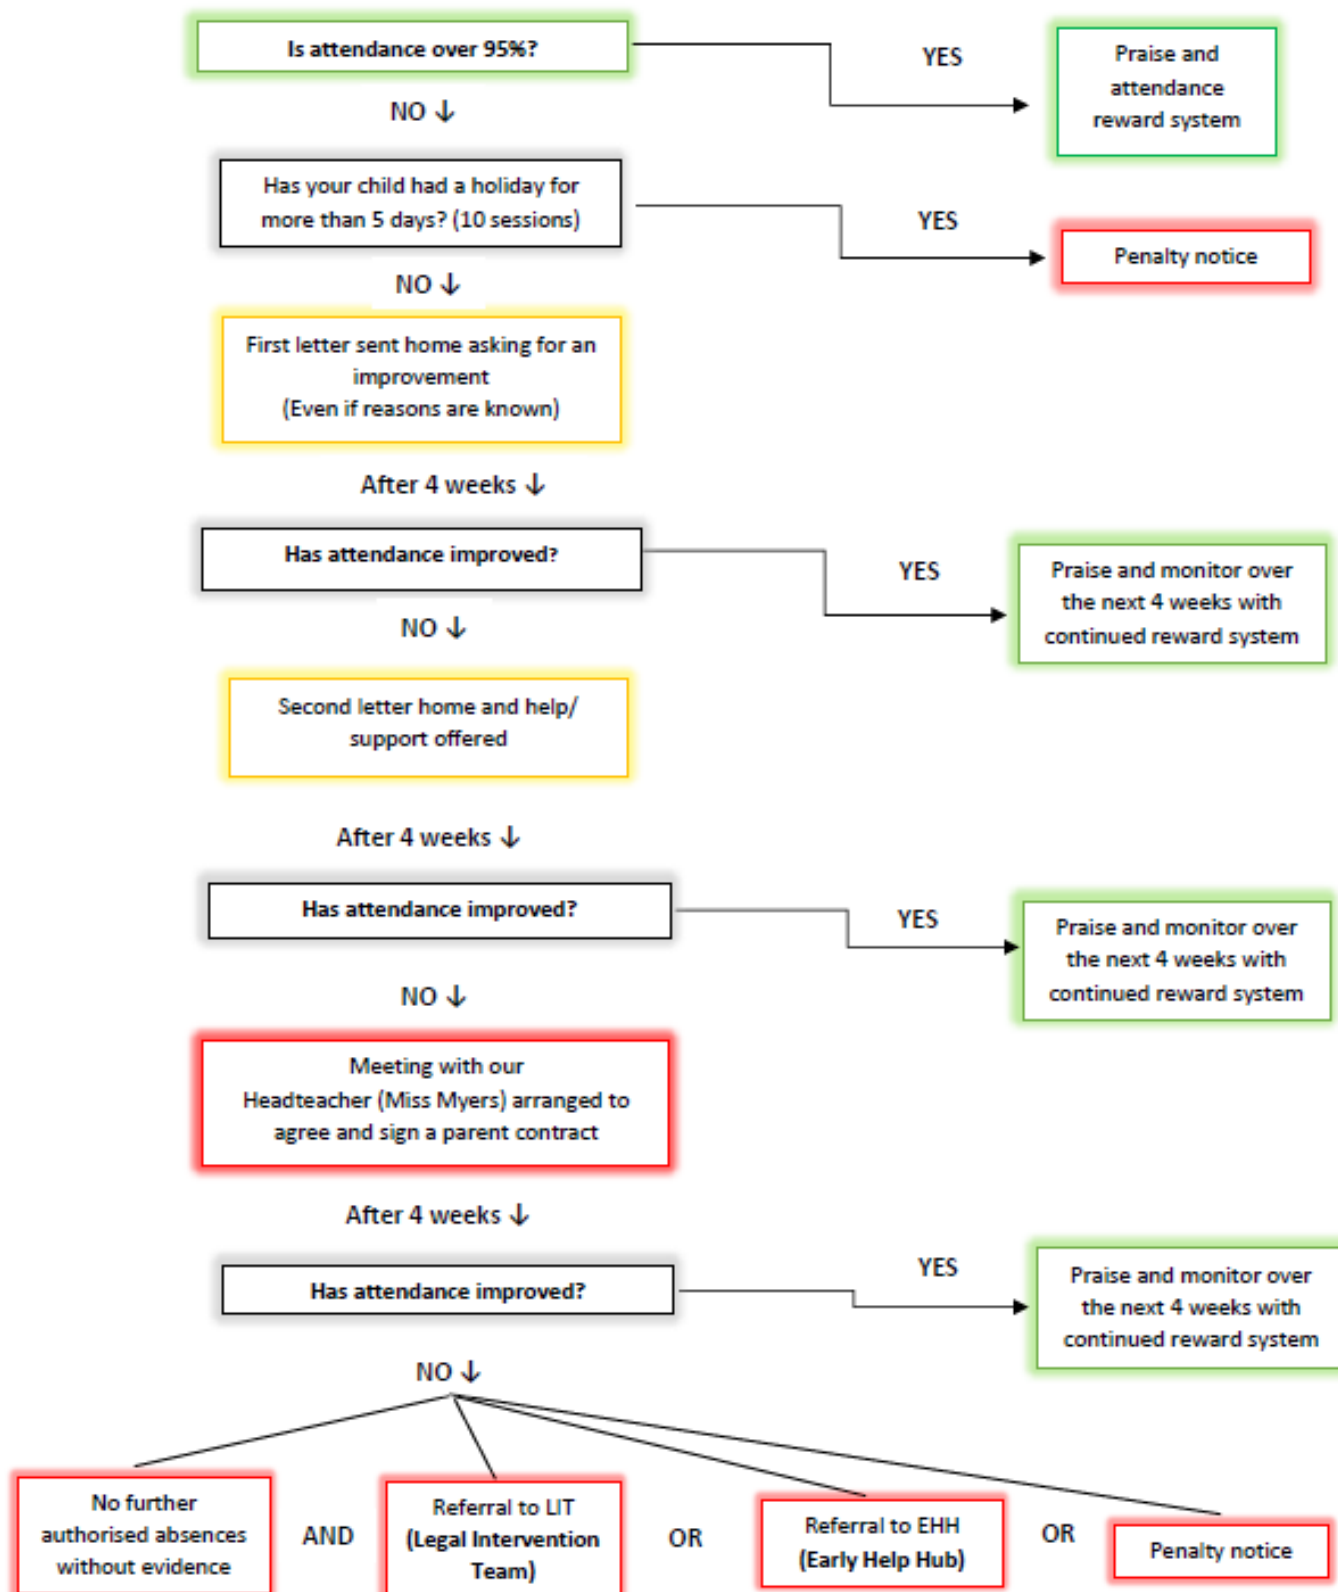 Is attendance over 95%?
YES
Praise and
attendance
reward system
NO ↓
Has your child had a holiday for
more than 5 days? (10 sessions)
YES
Penalty notice
NO ↓
First letter sent home asking for an
improvement
(Even if reasons are known)
After 4 weeks ↓
Has attendance improved?
YES
Praise and monitor over
the next 4 weeks with
continued reward system
NO ↓
Second letter home and help/
support offered
After 4 weeks ↓
Has attendance improved?
YES
Praise and monitor over
the next 4 weeks with
continued reward system
NO ↓
Meeting with our
Headteacher (Miss Myers) arranged to
agree and sign a parent contract
After 4 weeks ↓
Has attendance improved?
YES
Praise and monitor over
the next 4 weeks with
continued reward system
NO ↓
No further
authorised absences
without evidence
AND
Referral to LIT
(Legal Intervention
Team)
OR
Referral to EHH
(Early Help Hub)
OR
Penalty notice